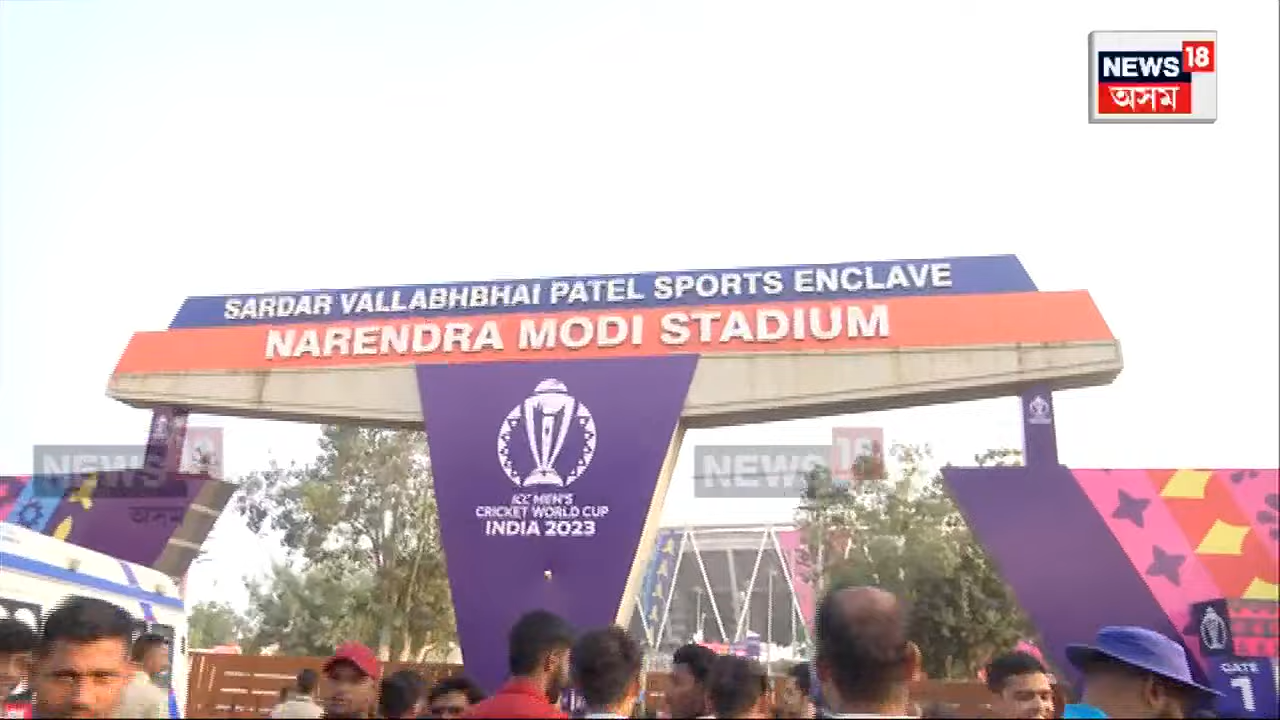 NEWS 18
অসম
SARDAR VALLABHBHAI PATEL SPORTS ENCLAVE
NARENDRA MODI STADIUM
NEWS 18
অসম
NEWS 18
ICC MEN'S
CRICKET WORLD CUP
INDIA 2023
GATE
1